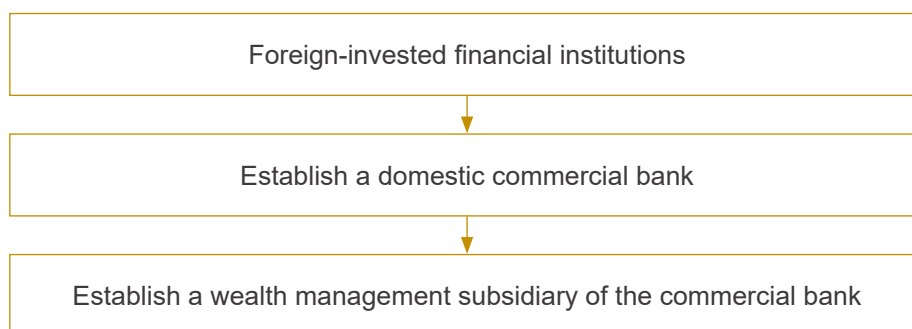 Foreign-invested financial institutions
Establish a domestic commercial bank
Establish a wealth management subsidiary of the commercial bank